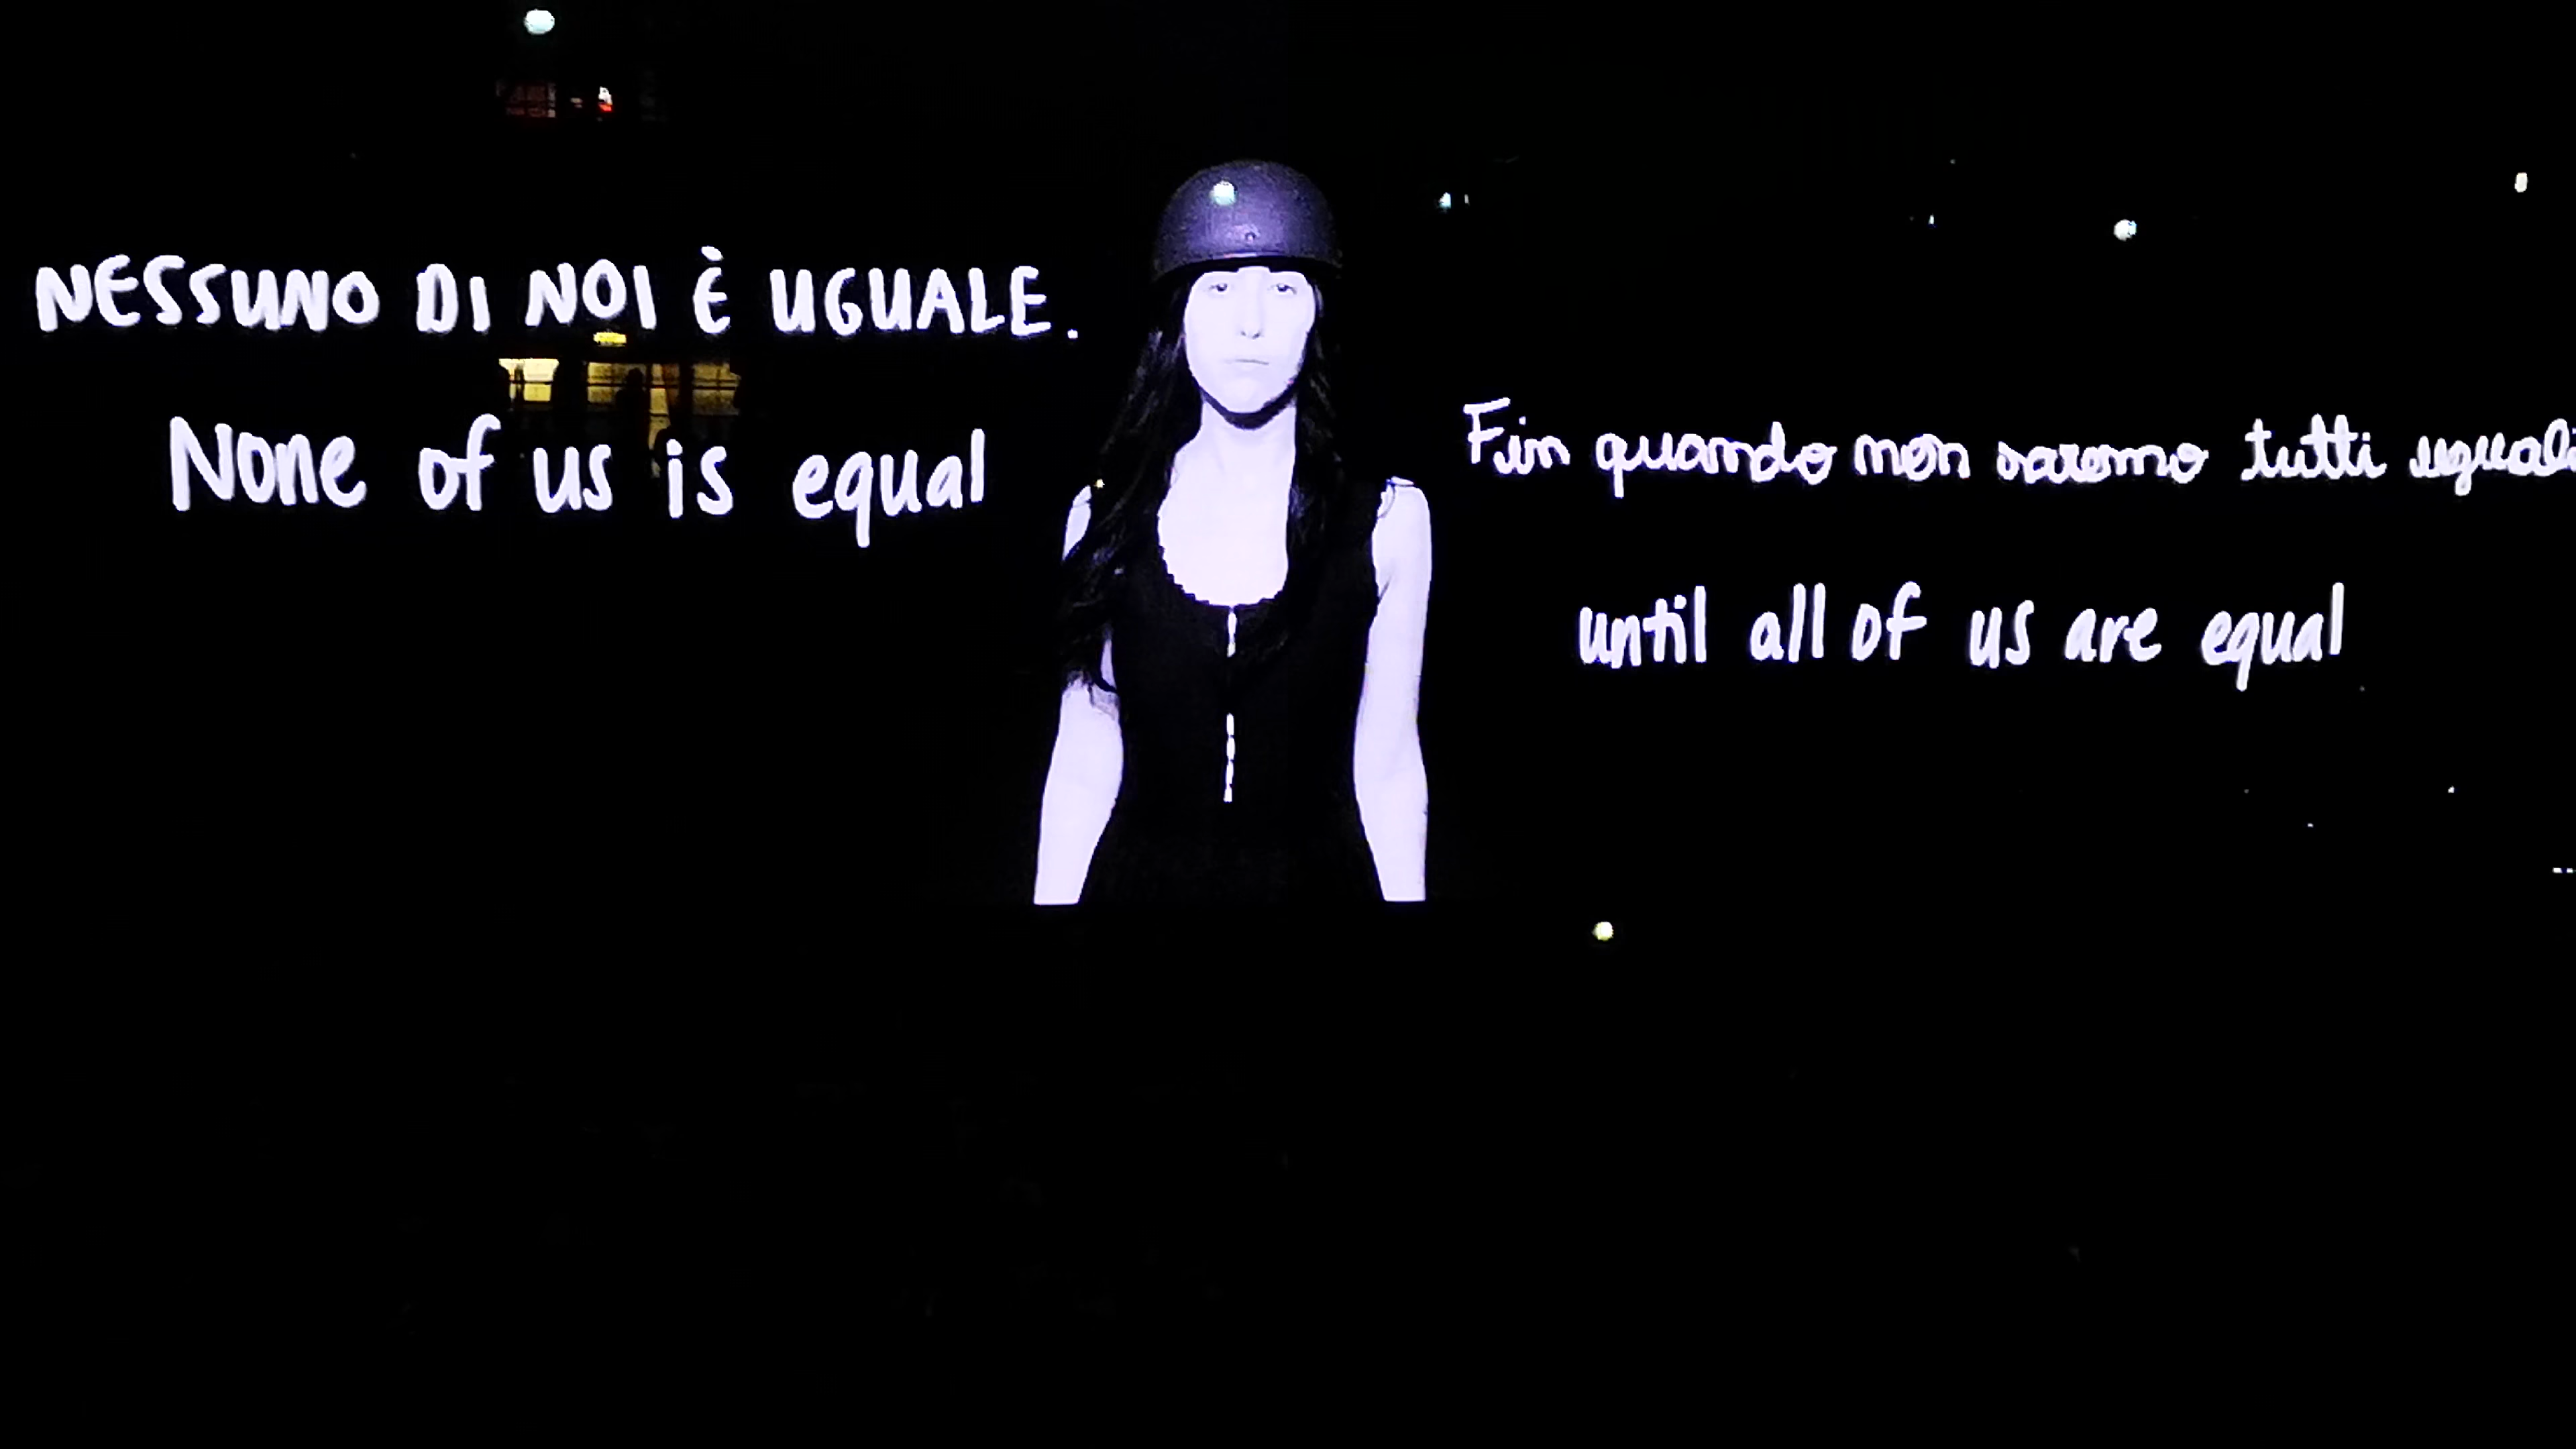 NESSUNO DI NOI È UGUALE.
None of us is equal
Fin quando non saremo tutti uguali
until all of us are equal